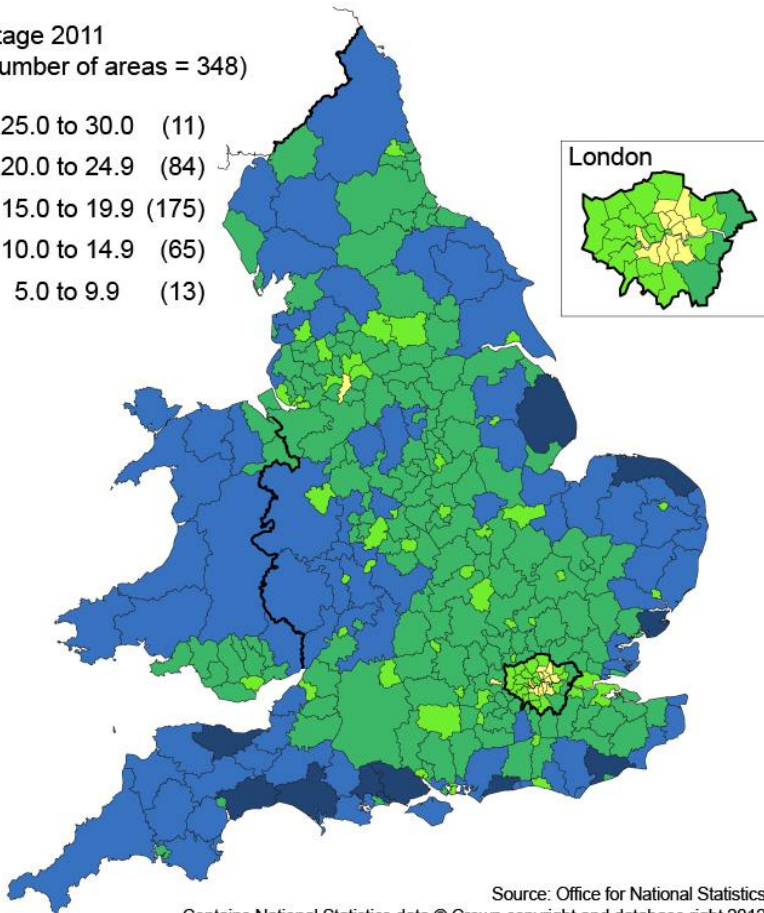 tage 2011
umber of areas = 348)
25.0 to 30.0 (11)
20.0 to 24.9 (84)
15.0 to 19.9 (175)
10.0 to 14.9 (65)
5.0 to 9.9 (13)
London
Source: Office for National Statistics